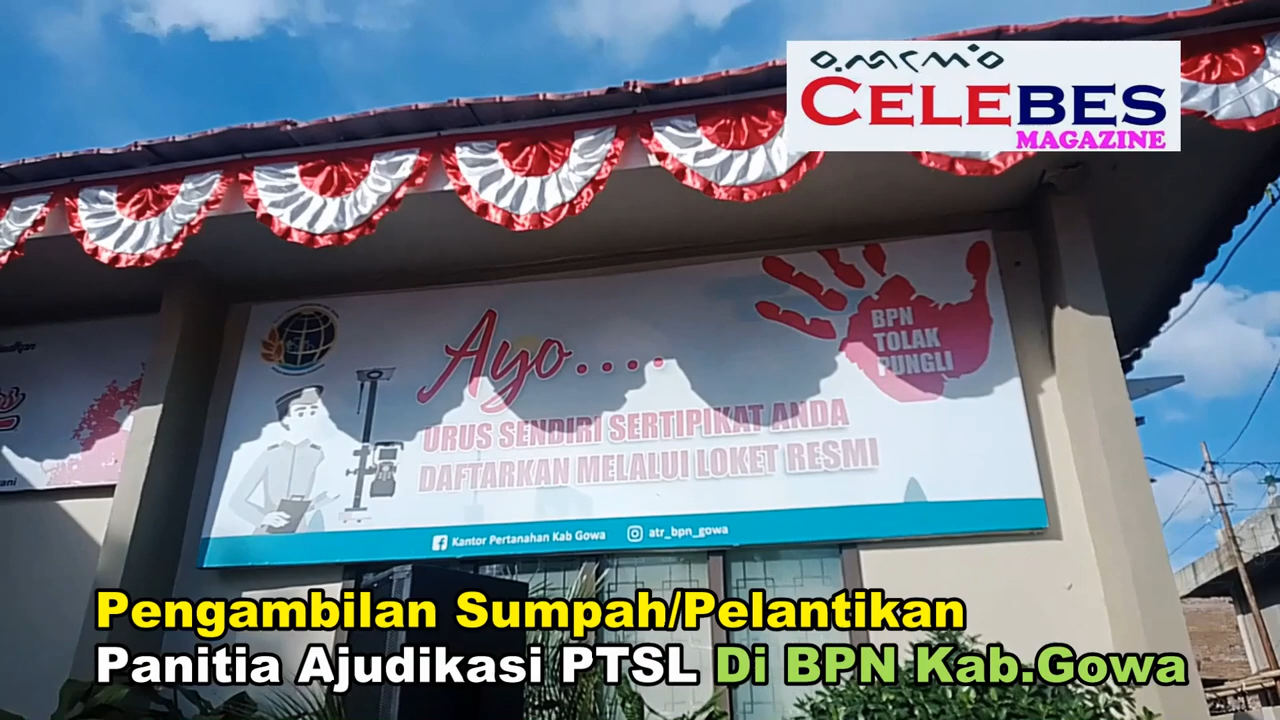 CELEBES
MAGAZINE
Ayo....
BPN
TOLAK
PUNGLI
URUS SENDIRI SERTIPIKAT ANDA
DAFTARKAN MELALUI LOKET RESMI
Kantor Pertanahan Kab Gowa
atr_bpn_gowa
Pengambilan Sumpah/Pelantikan
Panitia Ajudikasi PTSL Di BPN Kab.Gowa